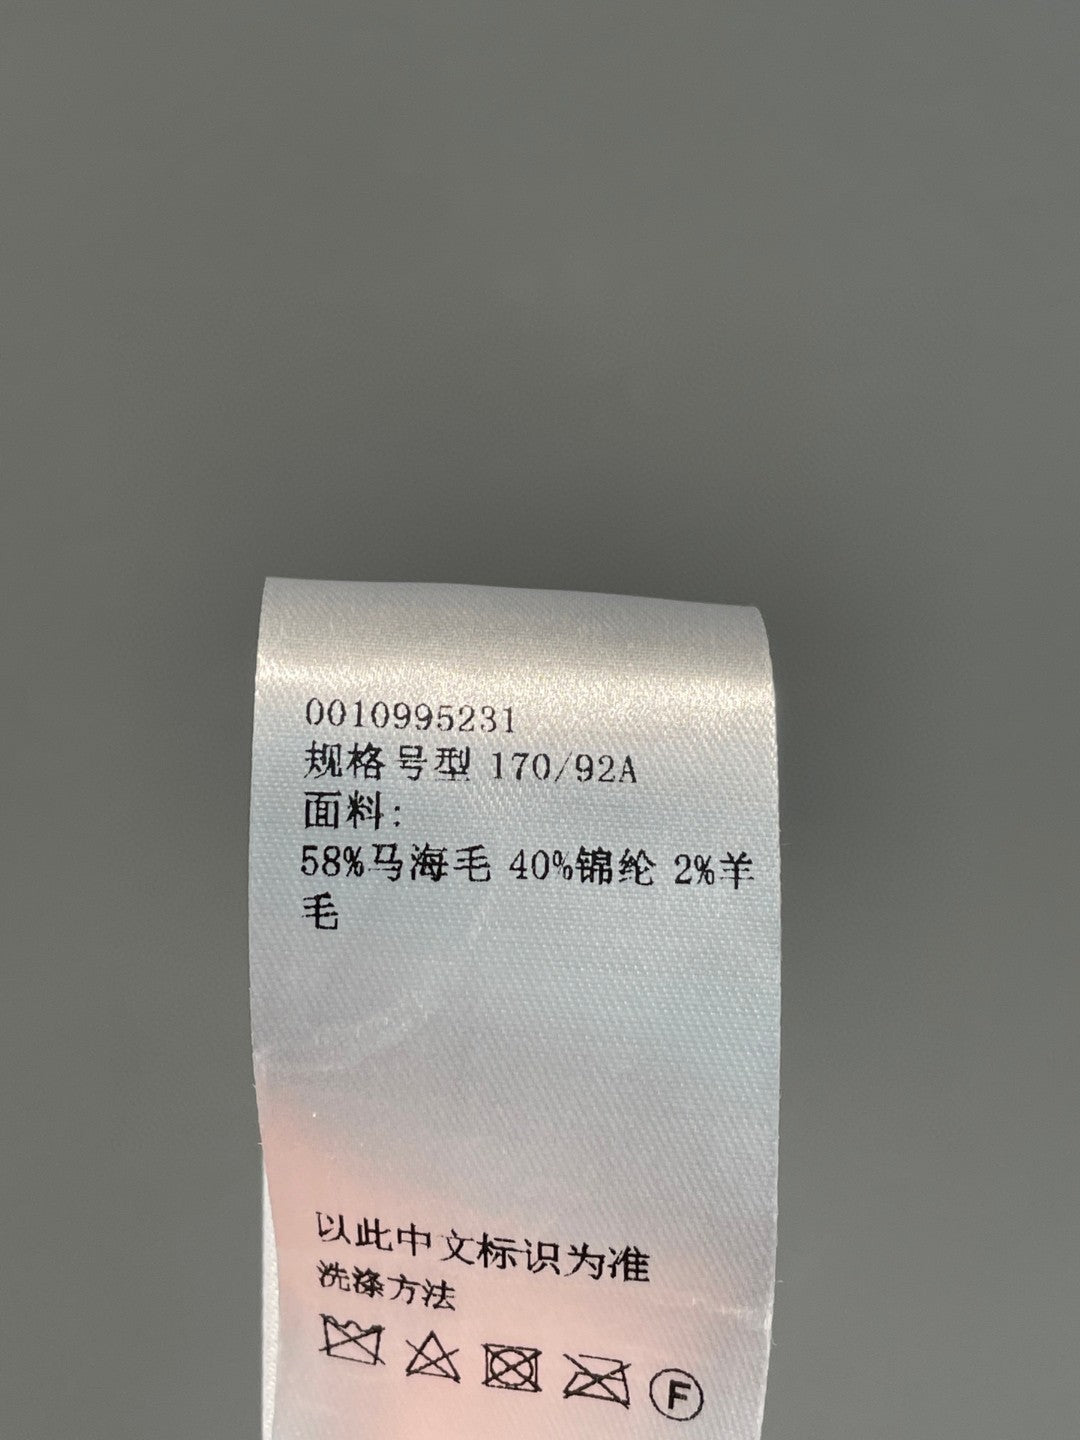 0010995231
规格号型 170/92A
面料:
58%马海毛 40%锦纶 2%羊
毛
以此中文标识为准
洗涤方法
F